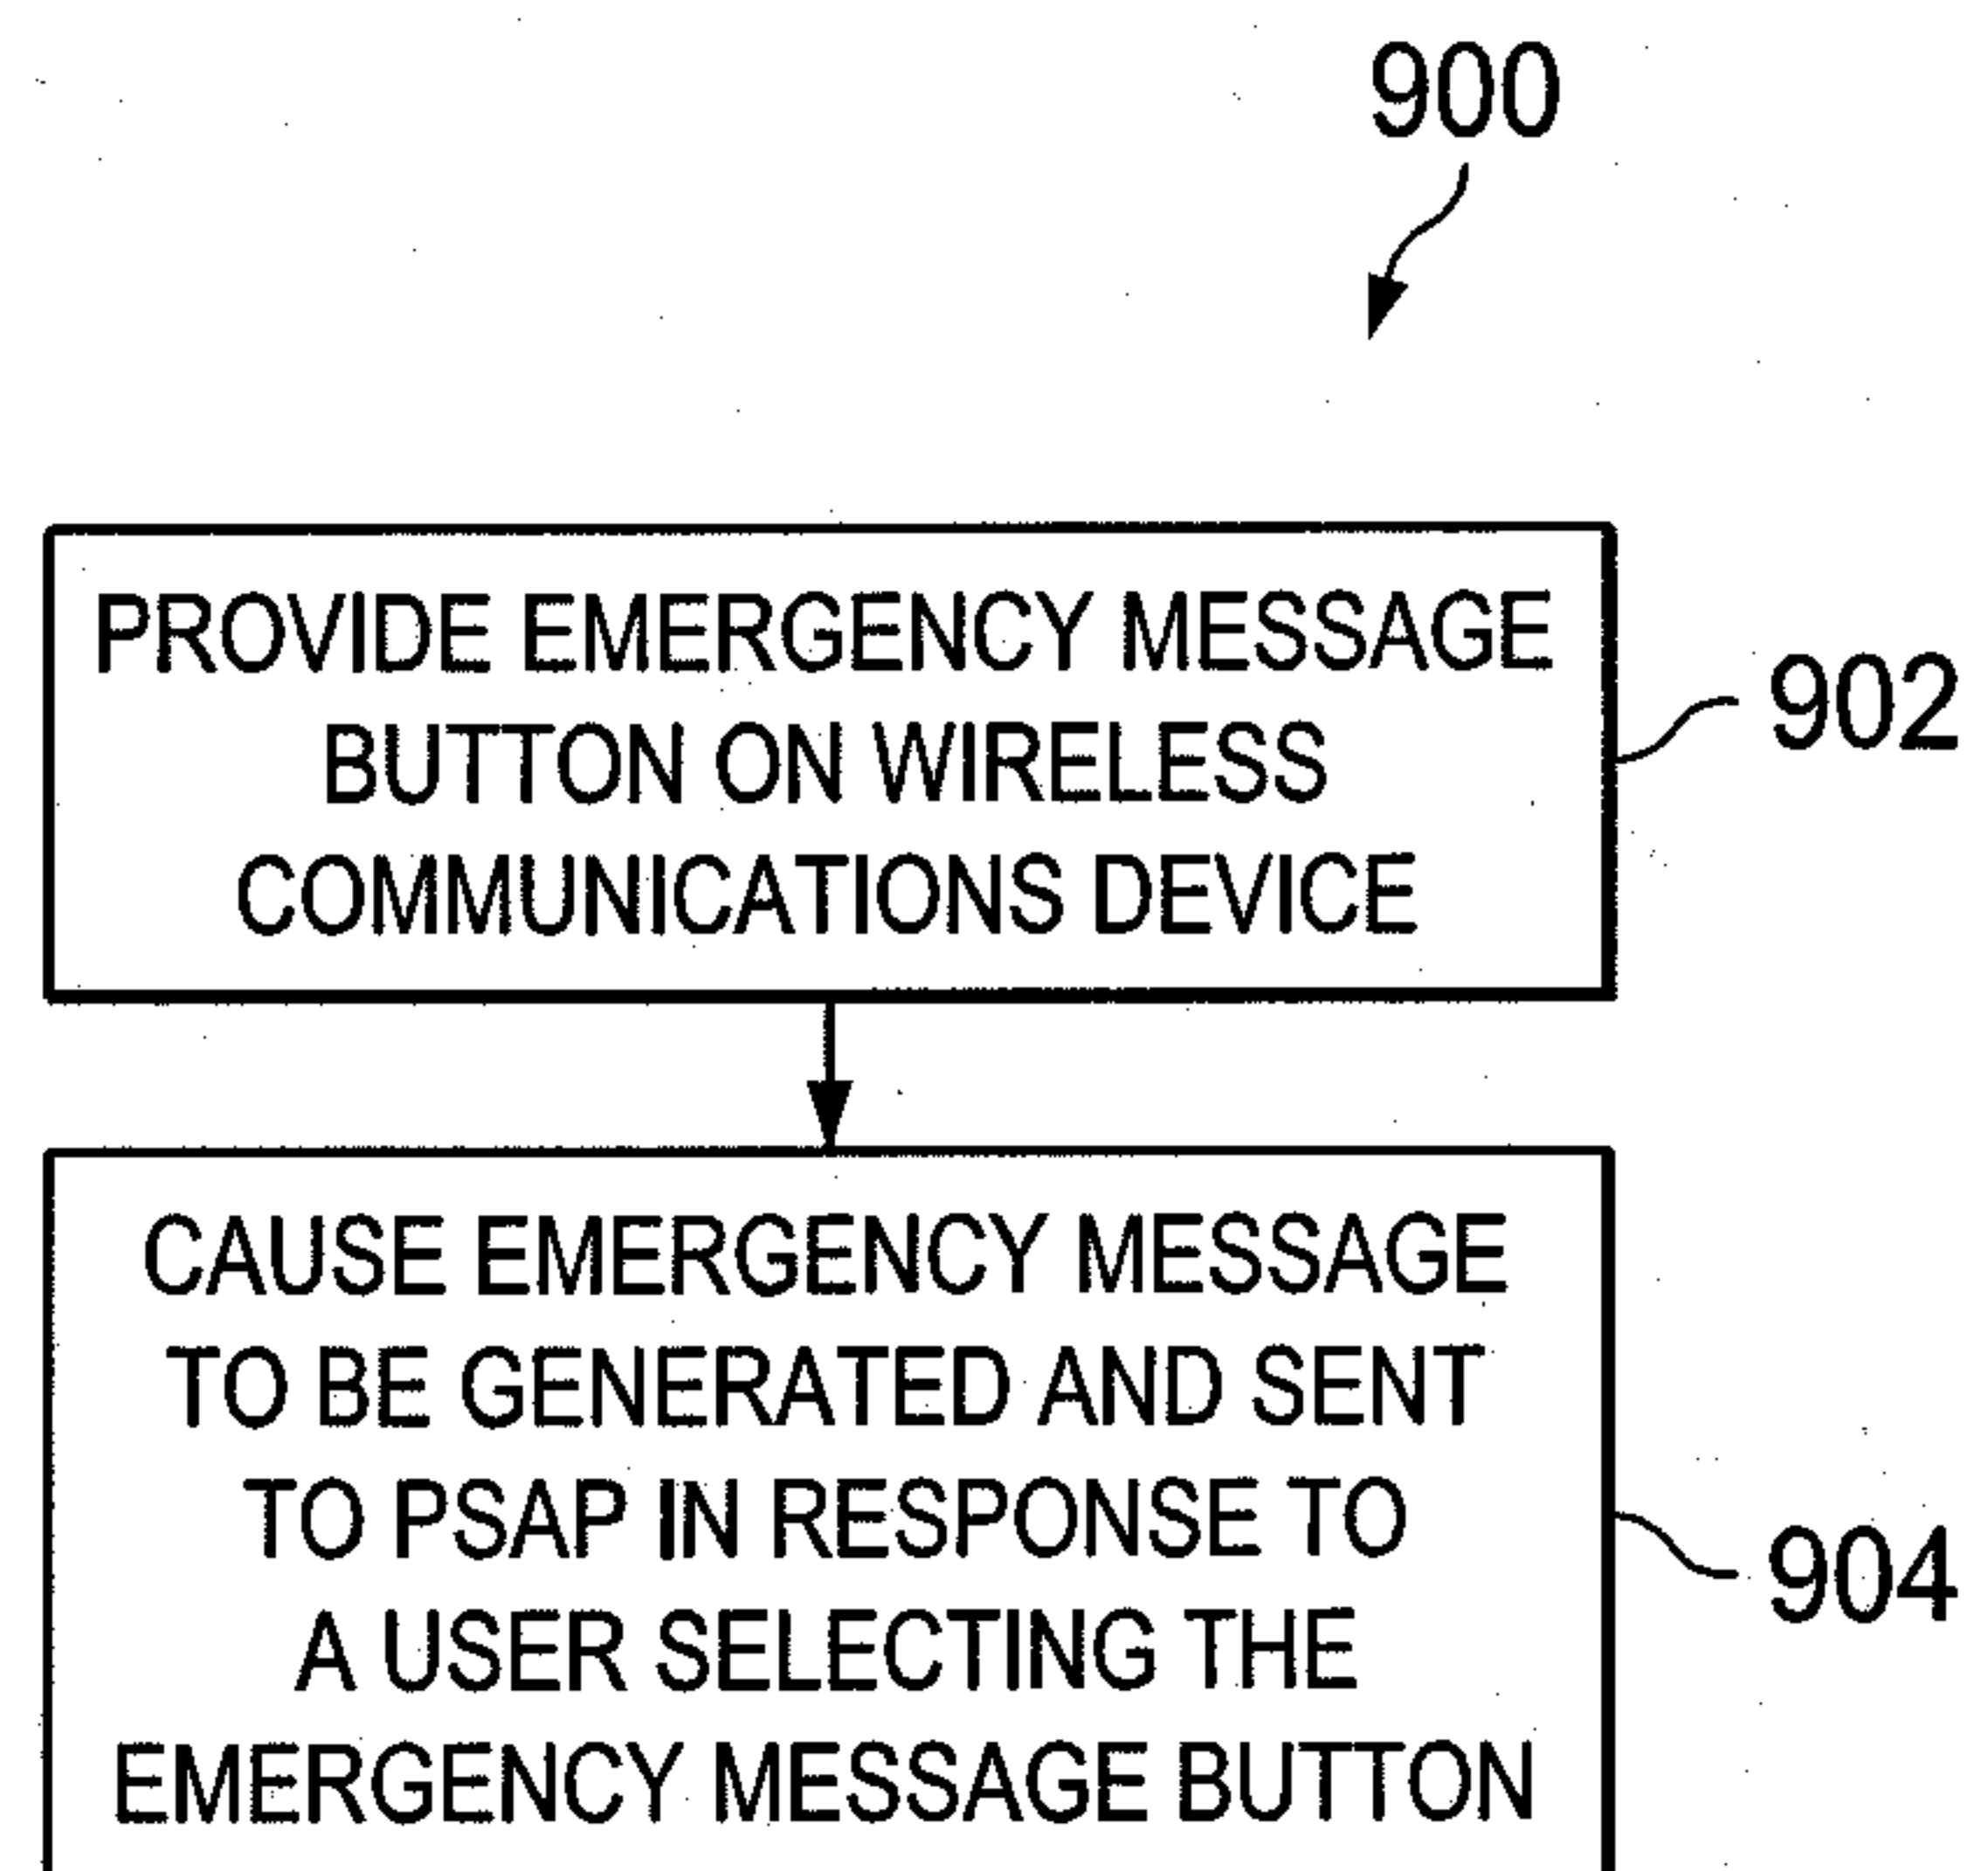 900
PROVIDE EMERGENCY MESSAGE
BUTTON ON WIRELESS
COMMUNICATIONS DEVICE
902
CAUSE EMERGENCY MESSAGE
TO BE GENERATED AND SENT
TO PSAP IN RESPONSE TO
A USER SELECTING THE
EMERGENCY MESSAGE BUTTON
904